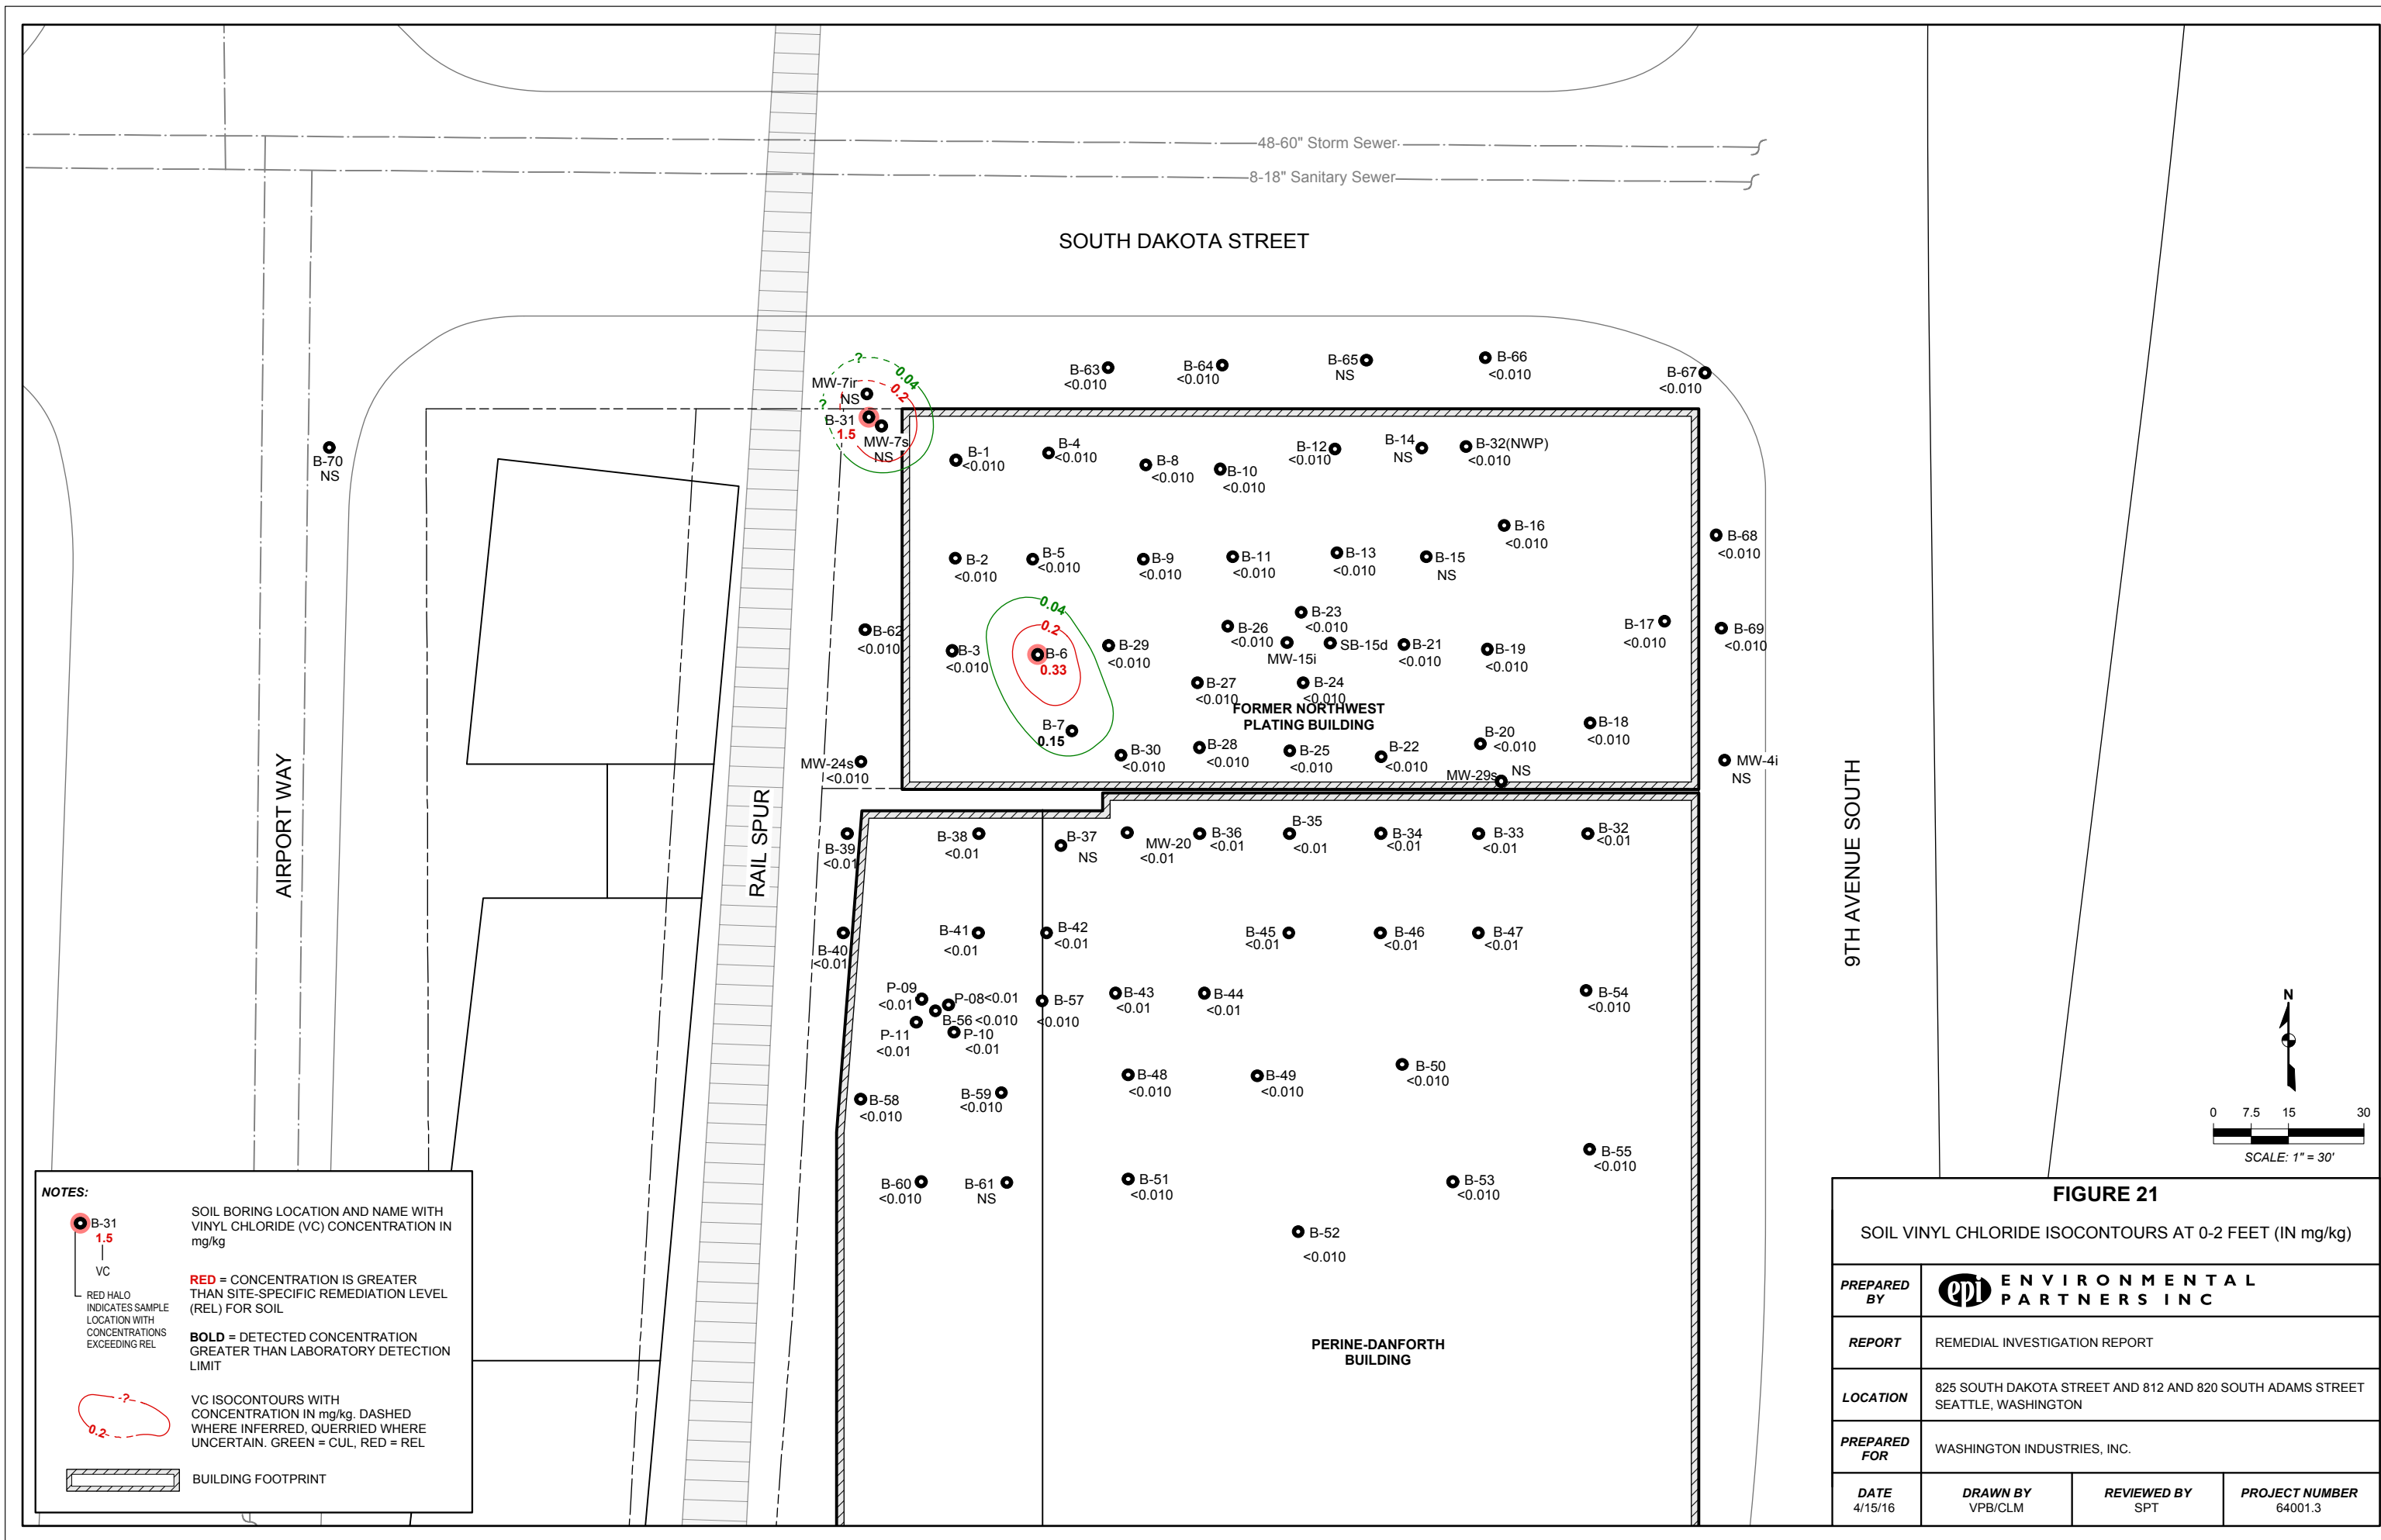 48-60" Storm Sewer
8-18" Sanitary Sewer
SOUTH DAKOTA STREET
AIRPORT WAY
RAIL SPUR
9TH AVENUE SOUTH
?
0.04
0.2
?
MW-7ir
NS
B-31
1.5
MW-7s
NS
B-63
<0.010
B-64
<0.010
B-65
NS
B-66
<0.010
B-67
<0.010
B-70
NS
B-1
<0.010
B-4
<0.010
B-8
<0.010
B-10
<0.010
B-12
<0.010
B-14
NS
B-32(NWP)
<0.010
B-16
<0.010
B-68
<0.010
B-2
<0.010
B-5
<0.010
B-9
<0.010
B-11
<0.010
B-13
<0.010
B-15
NS
0.04
0.2
B-62
<0.010
B-3
<0.010
B-6
0.33
B-29
<0.010
B-26
<0.010
B-23
<0.010
MW-15i
SB-15d
B-21
<0.010
B-19
<0.010
B-17
<0.010
B-69
<0.010
B-27
<0.010
B-24
<0.010
FORMER NORTHWEST
PLATING BUILDING
B-7
0.15
B-18
<0.010
B-30
<0.010
B-28
<0.010
B-25
<0.010
B-22
<0.010
B-20
<0.010
MW-29s
NS
MW-24s
<0.010
MW-4i
NS
B-39
<0.01
B-38
<0.01
B-37
NS
MW-20
<0.01
B-36
<0.01
B-35
<0.01
B-34
<0.01
B-33
<0.01
B-32
<0.01
B-40
<0.01
B-41
<0.01
B-42
<0.01
B-45
<0.01
B-46
<0.01
B-47
<0.01
P-09
<0.01
P-08<0.01
B-56 <0.010
P-11
<0.01
P-10
<0.01
B-57
<0.010
B-43
<0.01
B-44
<0.01
B-54
<0.010
B-58
<0.010
B-59
<0.010
B-48
<0.010
B-49
<0.010
B-50
<0.010
B-55
<0.010
B-60
<0.010
B-61
NS
B-51
<0.010
B-53
<0.010
B-52
<0.010
PERINE-DANFORTH
BUILDING
N
0 7.5 15 30
SCALE: 1" = 30'
NOTES:
B-31
1.5
VC
RED HALO
INDICATES SAMPLE
LOCATION WITH
CONCENTRATIONS
EXCEEDING REL
SOIL BORING LOCATION AND NAME WITH
VINYL CHLORIDE (VC) CONCENTRATION IN
mg/kg
RED = CONCENTRATION IS GREATER
THAN SITE-SPECIFIC REMEDIATION LEVEL
(REL) FOR SOIL
BOLD = DETECTED CONCENTRATION
GREATER THAN LABORATORY DETECTION
LIMIT
-?-
0.2
VC ISOCONTOURS WITH
CONCENTRATION IN mg/kg. DASHED
WHERE INFERRED, QUERRIED WHERE
UNCERTAIN. GREEN = CUL, RED = REL
BUILDING FOOTPRINT
FIGURE 21
SOIL VINYL CHLORIDE ISOCONTOURS AT 0-2 FEET (IN mg/kg)
PREPARED
BY
epi
ENVIRONMENTAL
PARTNERS INC
REPORT
REMEDIAL INVESTIGATION REPORT
LOCATION
825 SOUTH DAKOTA STREET AND 812 AND 820 SOUTH ADAMS STREET
SEATTLE, WASHINGTON
PREPARED
FOR
WASHINGTON INDUSTRIES, INC.
DATE
4/15/16
DRAWN BY
VPB/CLM
REVIEWED BY
SPT
PROJECT NUMBER
64001.3